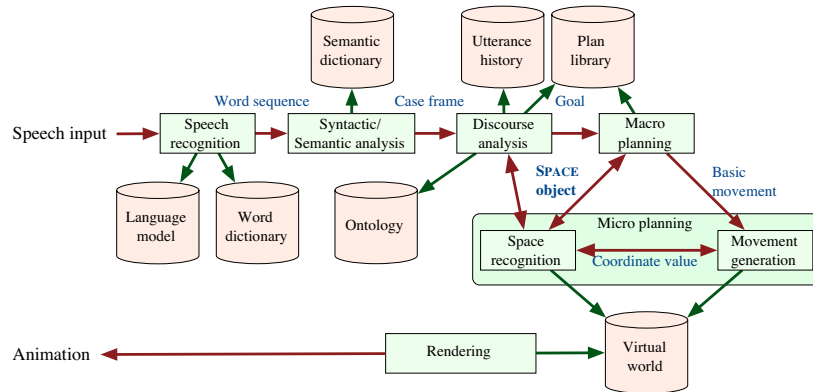 Semantic
dictionary
Utterance
history
Plan
library
Word sequence
Case frame
Goal
Speech input
Speech
recognition
Syntactic/
Semantic analysis
Discourse
analysis
Macro
planning
SPACE
object
Basic
movement
Language
model
Word
dictionary
Ontology
Micro planning
Space
recognition
Coordinate value
Movement
generation
Animation
Rendering
Virtual
world